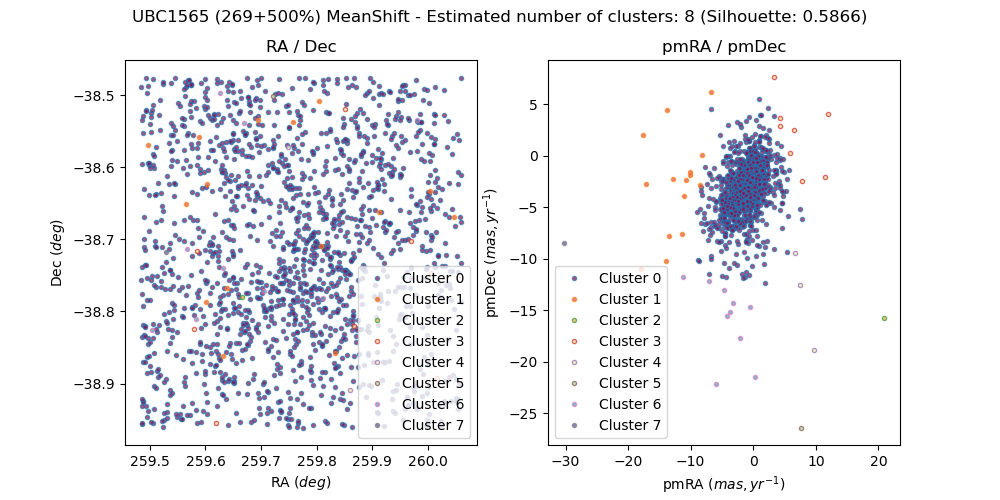 UBC1565 (269+500%) MeanShift - Estimated number of clusters: 8 (Silhouette: 0.5866)
RA / Dec
−38.5
−38.6
−38.7
−38.8
−38.9
Dec (deg)
259.5 259.6 259.7 259.8 259.9 260.0
RA (deg)
Cluster 0
Cluster 1
Cluster 2
Cluster 3
Cluster 4
Cluster 5
Cluster 6
Cluster 7
pmRA / pmDec
5
0
−5
−10
−15
−20
−25
pmDec (mas, yr⁻¹)
−30 −20 −10 0 10 20
pmRA (mas, yr⁻¹)
Cluster 0
Cluster 1
Cluster 2
Cluster 3
Cluster 4
Cluster 5
Cluster 6
Cluster 7